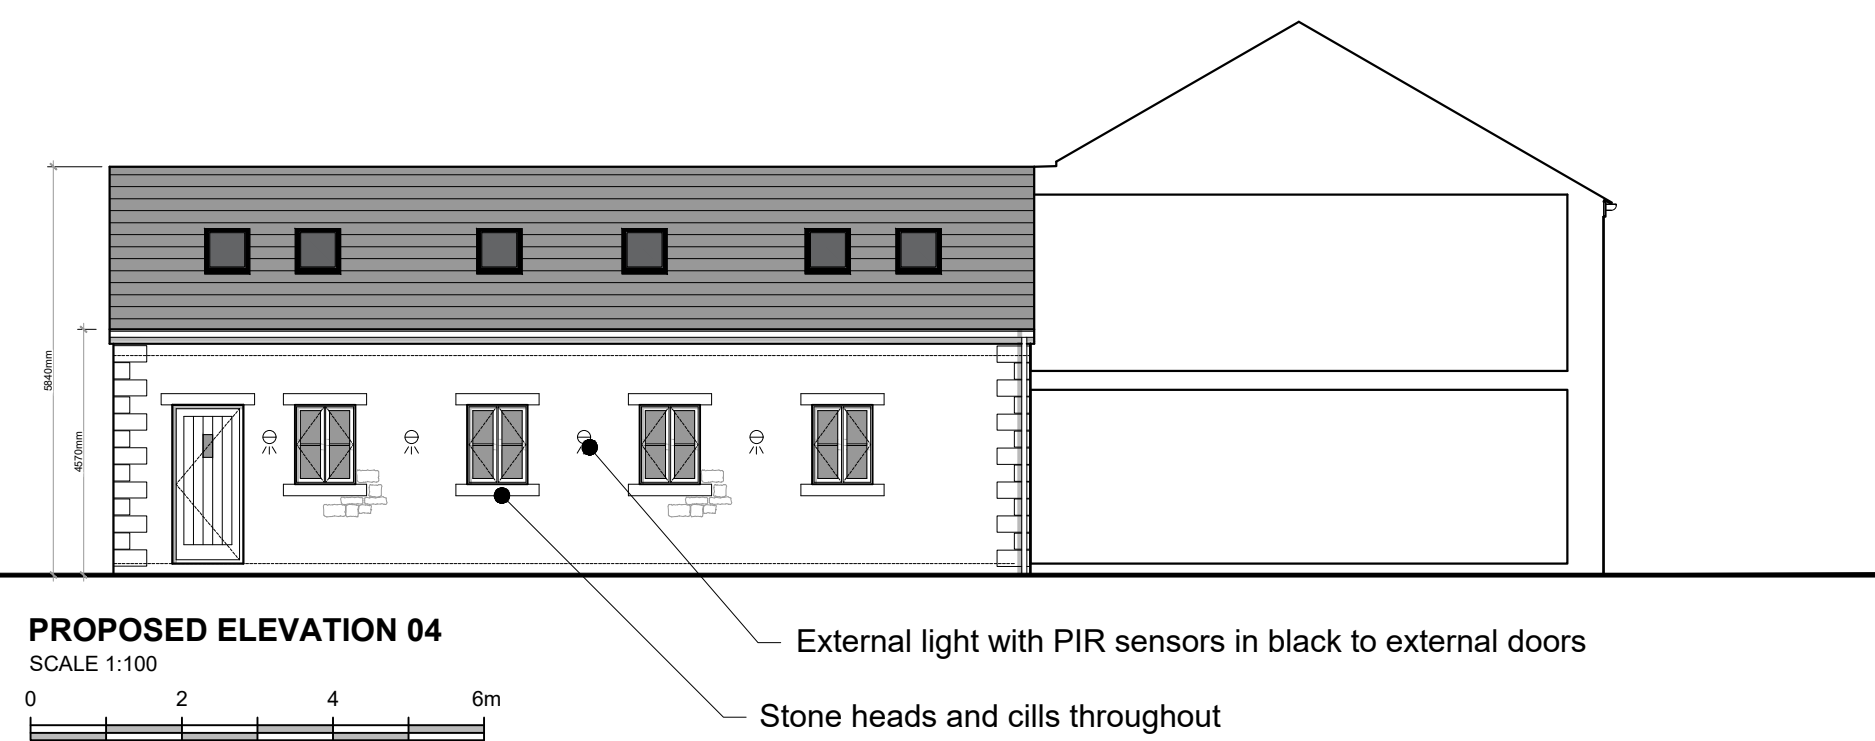 5840mm
4570mm
PROPOSED ELEVATION 04
SCALE 1:100
0 2 4 6m
External light with PIR sensors in black to external doors
Stone heads and cills throughout